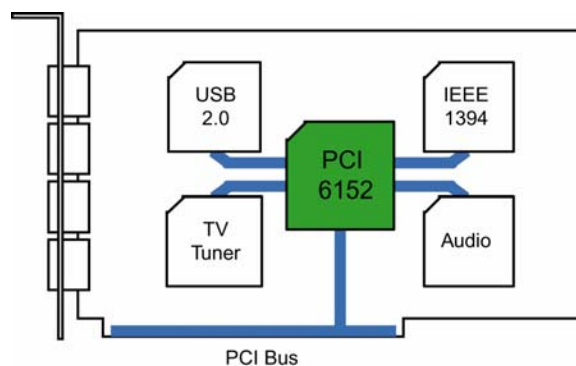 USB
2.0
IEEE
1394
PCI
6152
TV
Tuner
Audio
PCI Bus